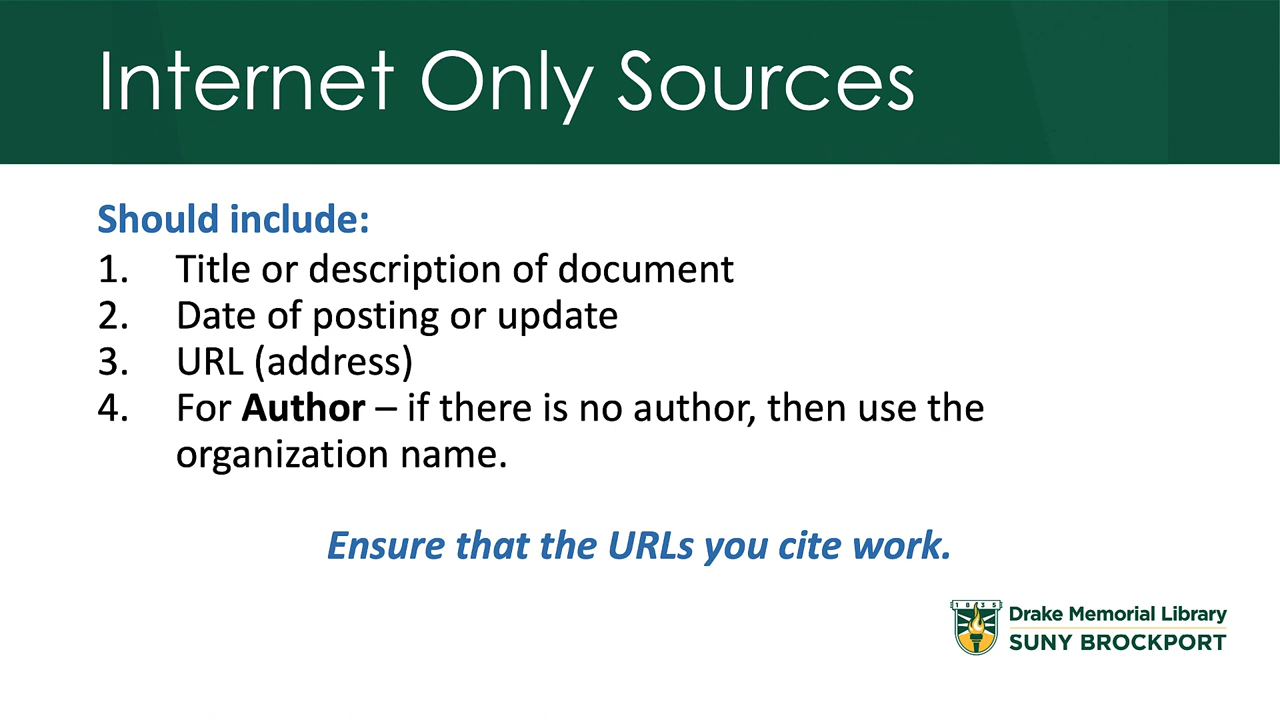 Internet Only Sources
Should include:
1. Title or description of document
2. Date of posting or update
3. URL (address)
4. For Author – if there is no author, then use the
organization name.
Ensure that the URLs you cite work.
1835
Drake Memorial Library
SUNY BROCKPORT